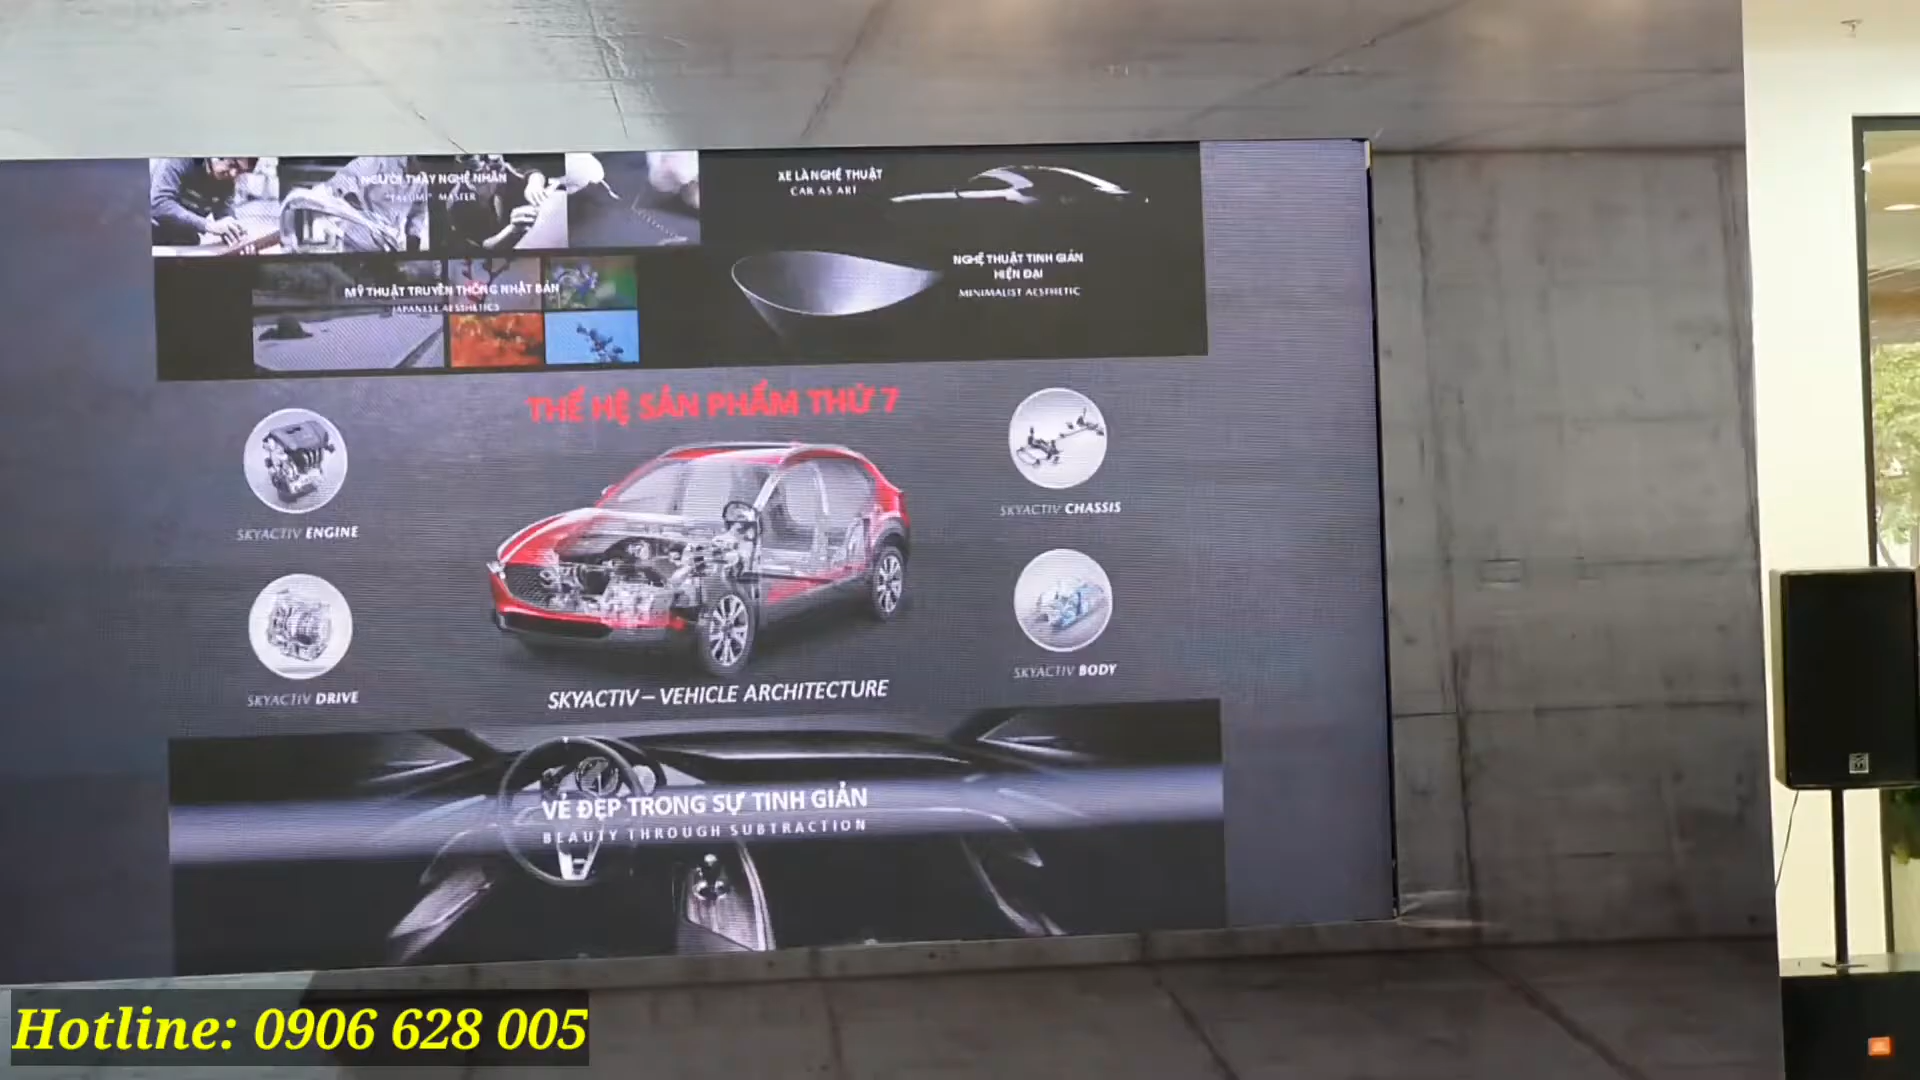 NGƯỜI THẦY NGHỆ NHÂN
"TAKUMI" MASTER
XE LÀ NGHỆ THUẬT
CAR AS ART
MỸ THUẬT TRUYỀN THỐNG NHẬT BẢN
JAPANESE AESTHETICS
NGHỆ THUẬT TINH GIẢN
HIỆN ĐẠI
MINIMALIST AESTHETIC
THẾ HỆ SẢN PHẨM THỨ 7
SKYACTIV ENGINE
SKYACTIV CHASSIS
SKYACTIV DRIVE
SKYACTIV BODY
SKYACTIV – VEHICLE ARCHITECTURE
VẺ ĐẸP TRONG SỰ TINH GIẢN
BEAUTY THROUGH SUBTRACTION
Hotline: 0906 628 005
JBL